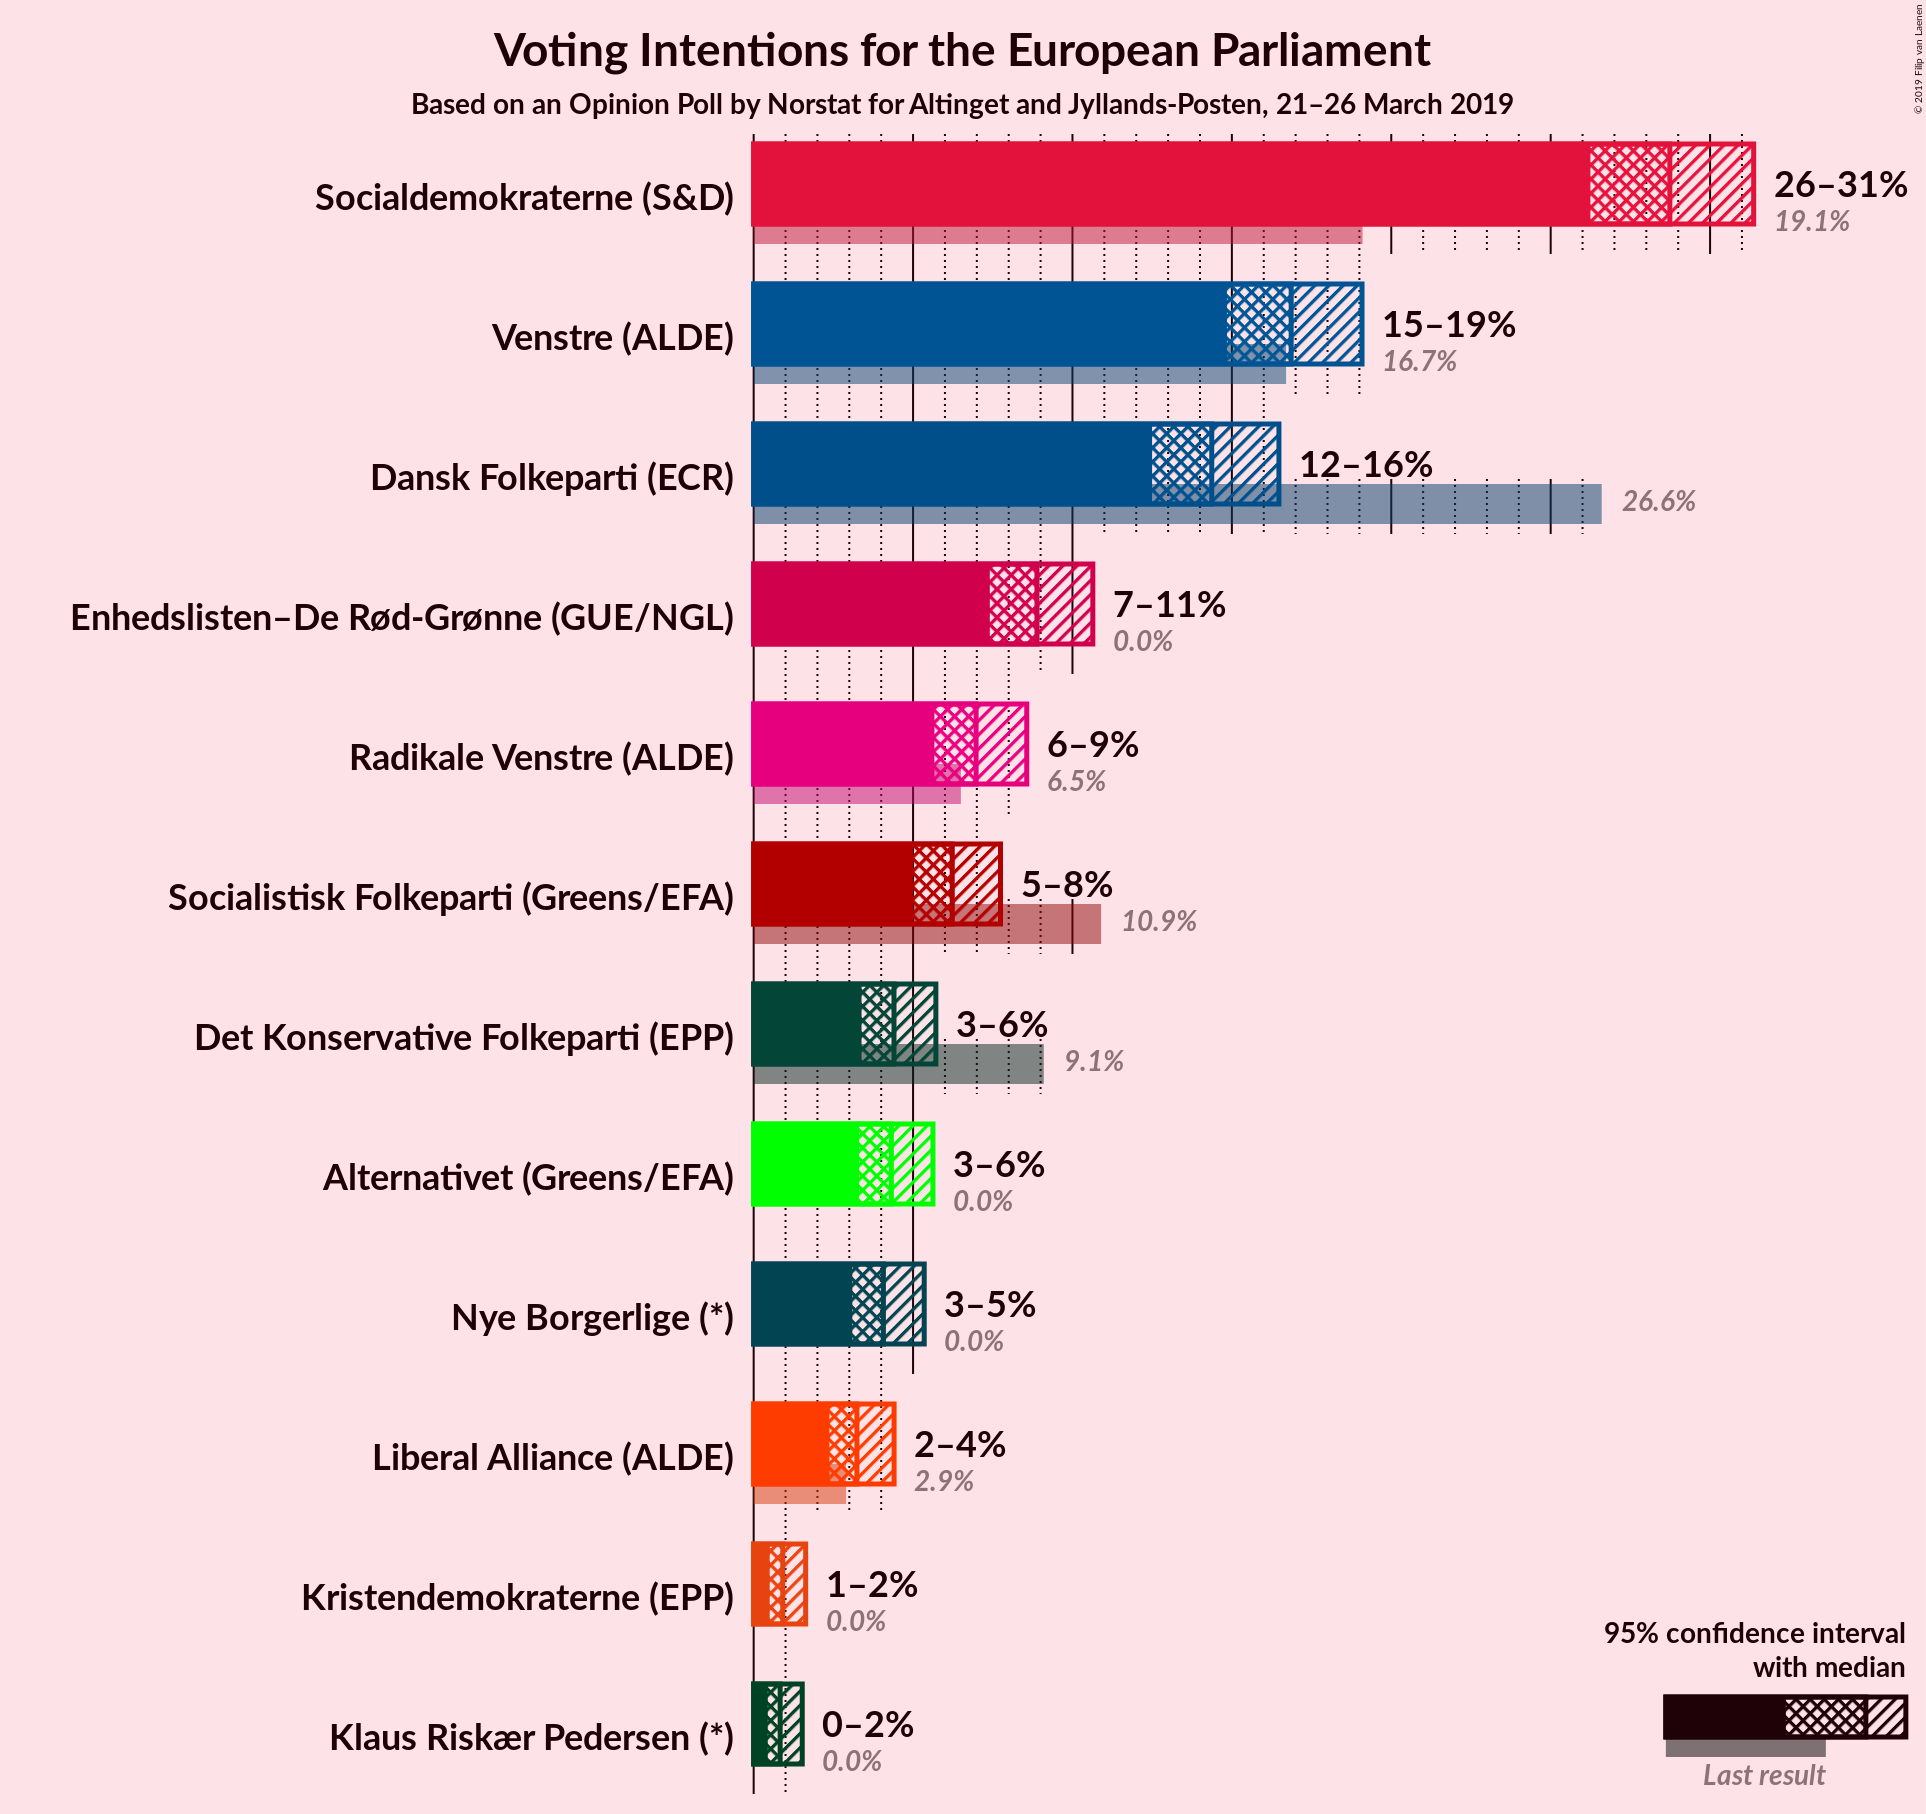 Voting Intentions for the European Parliament
Based on an Opinion Poll by Norstat for Altinget and Jyllands-Posten, 21–26 March 2019
© 2019 Filip van Laenen
Socialdemokraterne (S&D)
26–31%
19.1%
Venstre (ALDE)
15–19%
16.7%
Dansk Folkeparti (ECR)
12–16%
26.6%
Enhedslisten–De Rød-Grønne (GUE/NGL)
7–11%
0.0%
Radikale Venstre (ALDE)
6–9%
6.5%
Socialistisk Folkeparti (Greens/EFA)
5–8%
10.9%
Det Konservative Folkeparti (EPP)
3–6%
9.1%
Alternativet (Greens/EFA)
3–6%
0.0%
Nye Borgerlige (*)
3–5%
0.0%
Liberal Alliance (ALDE)
2–4%
2.9%
Kristendemokraterne (EPP)
1–2%
0.0%
Klaus Riskær Pedersen (*)
0–2%
0.0%
95% confidence interval
with median
Last result